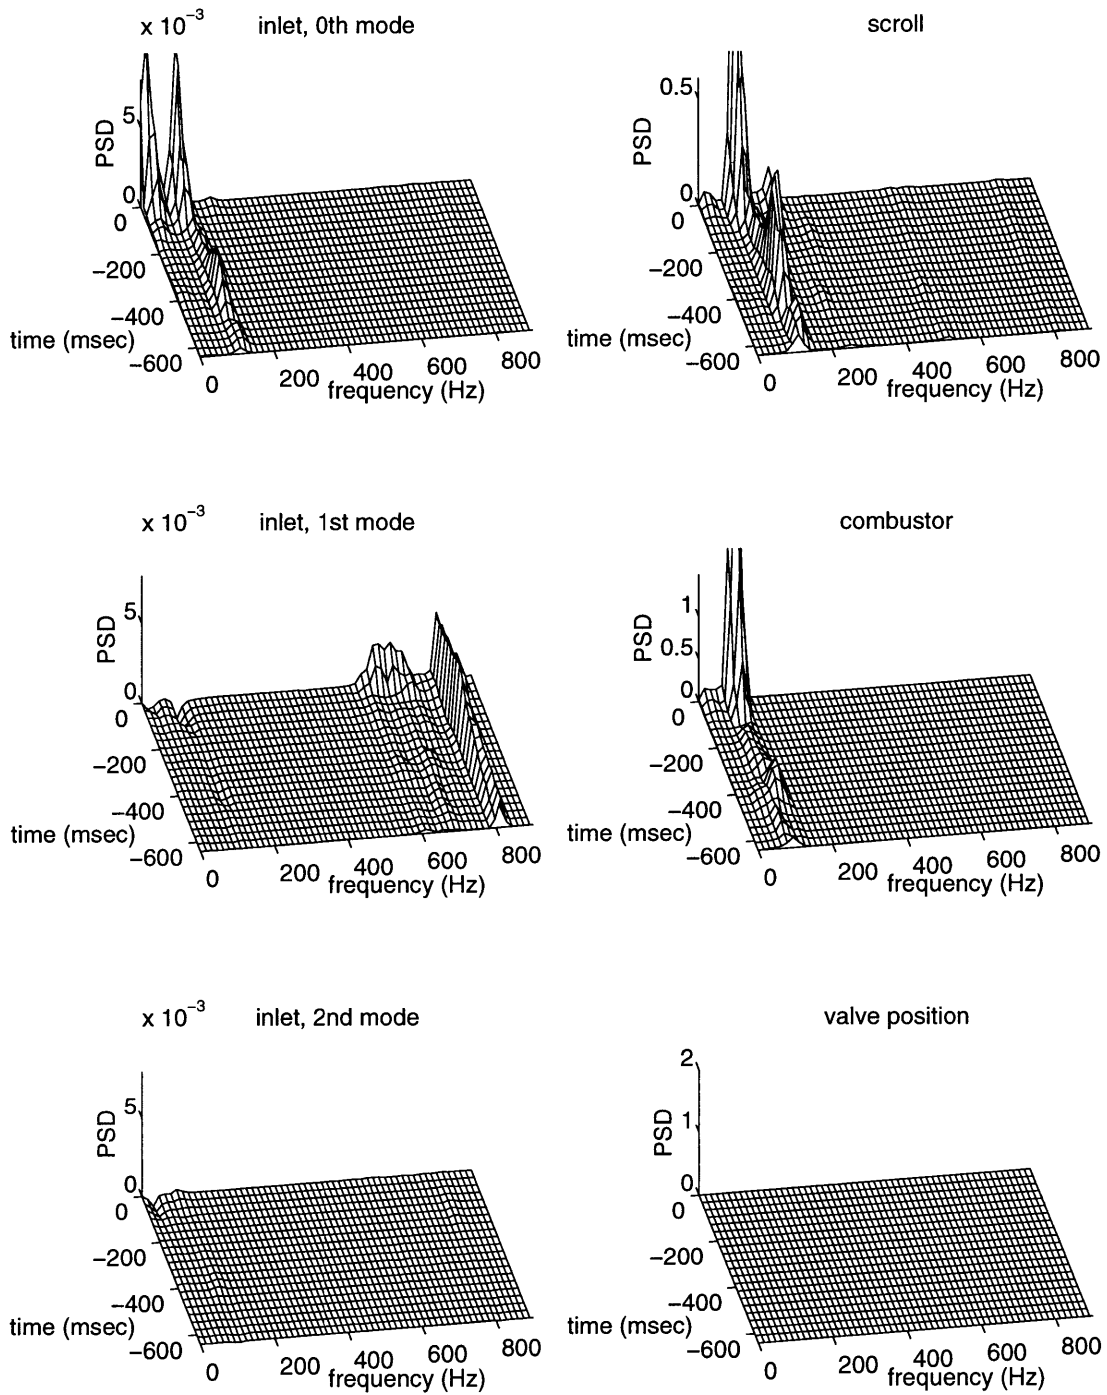 x 10⁻³ inlet, 0th mode
5
PSD
0
0
−200
−400
time (msec)
−600
0
200
400
600
800
frequency (Hz)
scroll
0.5
PSD
0
0
−200
−400
time (msec)
−600
0
200
400
600
800
frequency (Hz)
x 10⁻³ inlet, 1st mode
5
PSD
0
0
−200
−400
time (msec)
−600
0
200
400
600
800
frequency (Hz)
combustor
1
PSD
0.5
0
0
−200
−400
time (msec)
−600
0
200
400
600
800
frequency (Hz)
x 10⁻³ inlet, 2nd mode
5
PSD
0
0
−200
−400
time (msec)
−600
0
200
400
600
800
frequency (Hz)
valve position
2
PSD
1
0
0
−200
−400
time (msec)
−600
0
200
400
600
800
frequency (Hz)